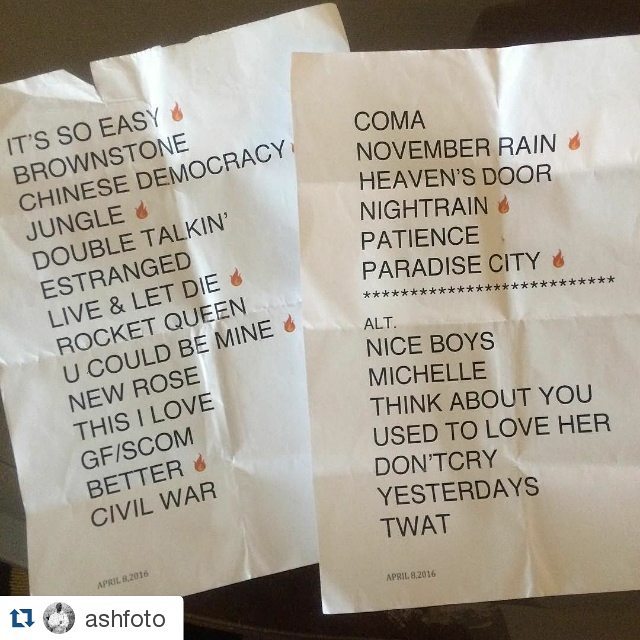 IT'S SO EASY 🔥
BROWNSTONE
CHINESE DEMOCRACY 🔥
JUNGLE 🔥
DOUBLE TALKIN'
ESTRANGED
LIVE & LET DIE 🔥
ROCKET QUEEN
U COULD BE MINE 🔥
NEW ROSE
THIS I LOVE
GF/SCOM
BETTER 🔥
CIVIL WAR
APRIL 8,2016
COMA
NOVEMBER RAIN 🔥
HEAVEN'S DOOR
NIGHTRAIN 🔥
PATIENCE
PARADISE CITY 🔥
***************************
ALT.
NICE BOYS
MICHELLE
THINK ABOUT YOU
USED TO LOVE HER
DON'TCRY
YESTERDAYS
TWAT
APRIL 8,2016
ashfoto